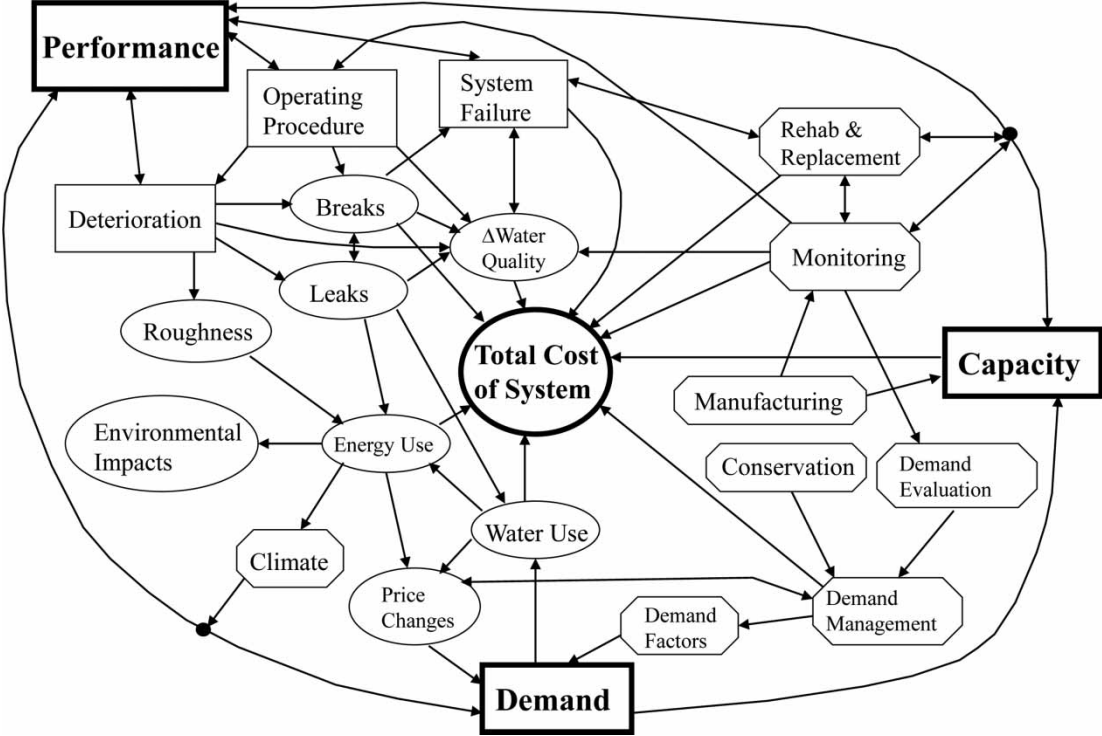 Performance
Operating
Procedure
System
Failure
Rehab &
Replacement
Deterioration
Breaks
ΔWater
Quality
Monitoring
Leaks
Roughness
Total Cost
of System
Capacity
Manufacturing
Environmental
Impacts
Energy Use
Conservation
Demand
Evaluation
Water Use
Climate
Price
Changes
Demand
Factors
Demand
Management
Demand